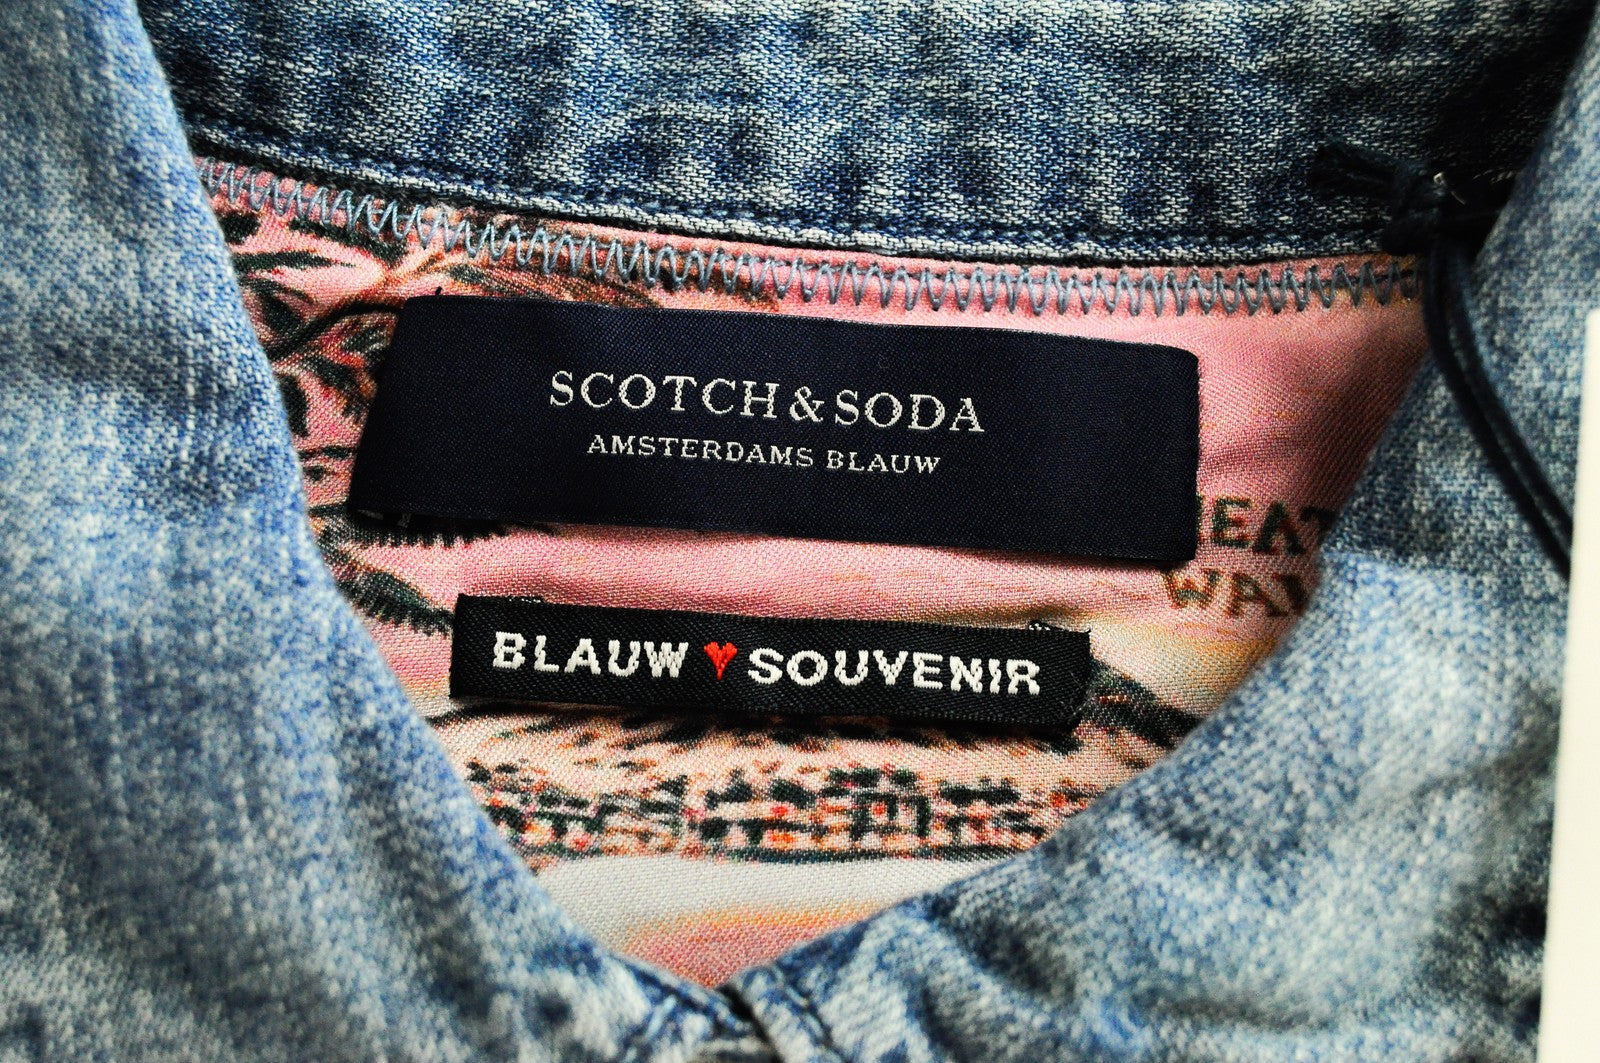 SCOTCH & SODA
AMSTERDAMS BLAUW
BLAUW SOUVENIR